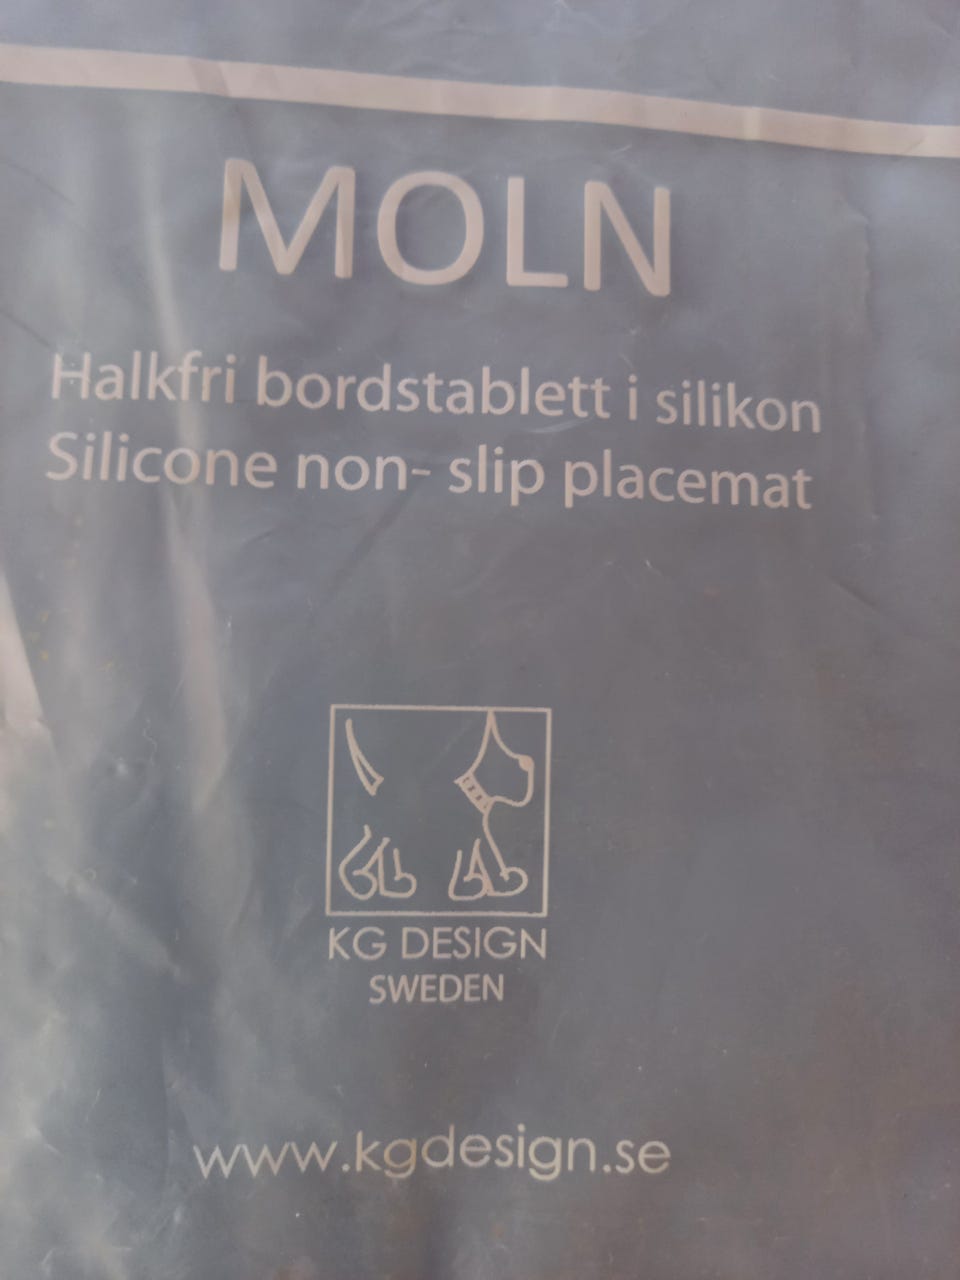 MOLN
Halkfri bordstablett i silikon
Silicone non- slip placemat
KG DESIGN
SWEDEN
www.kgdesign.se